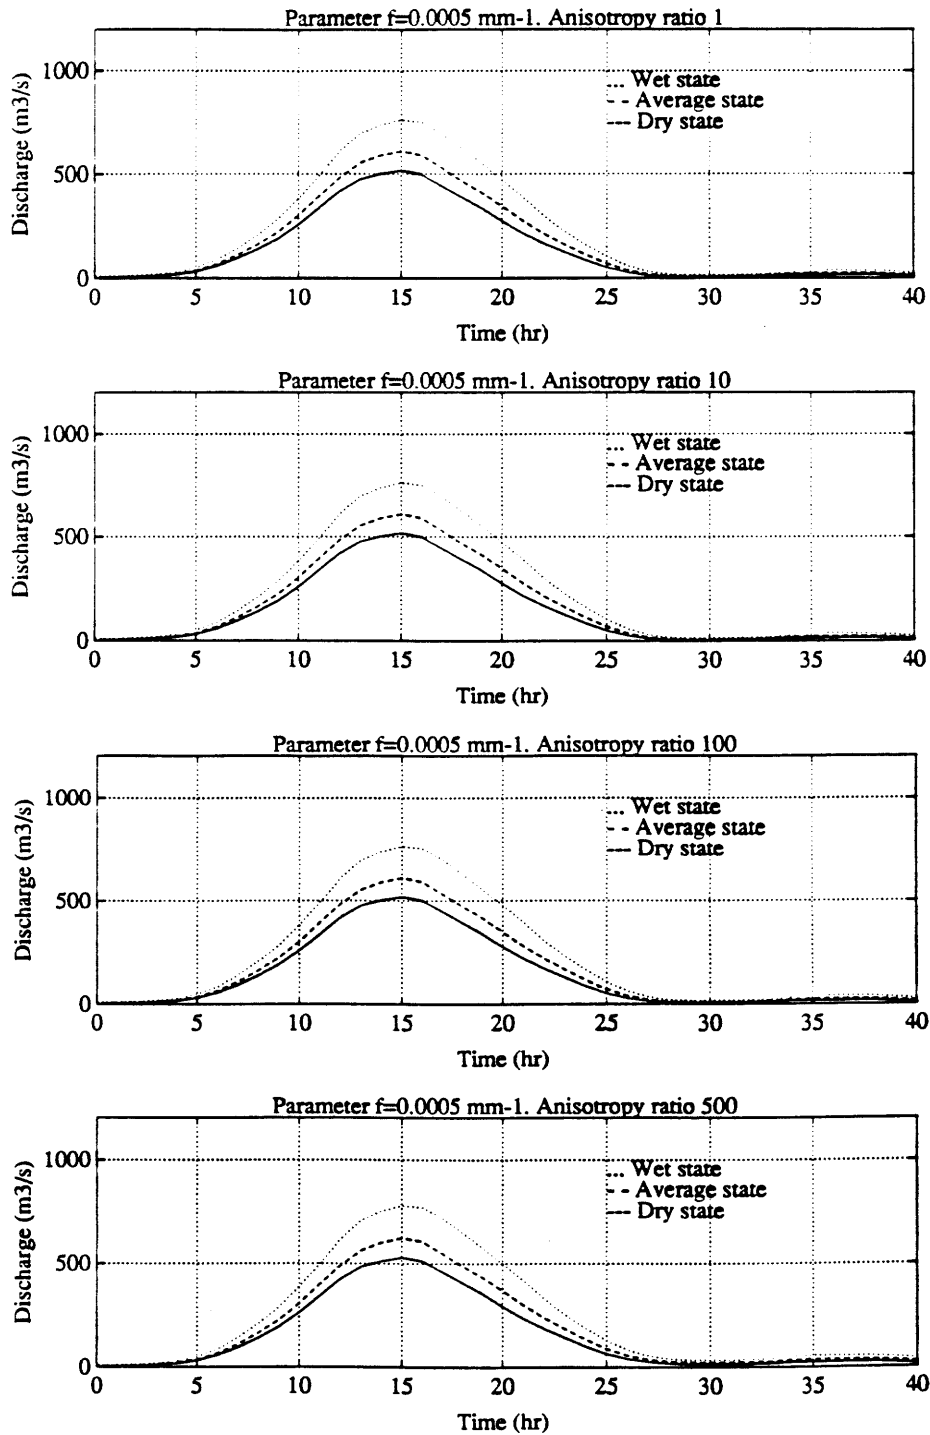 Parameter f=0.0005 mm-1. Anisotropy ratio 1
Discharge (m3/s)
1000
500
0
Wet state
Average state
Dry state
0 5 10 15 20 25 30 35 40
Time (hr)
Parameter f=0.0005 mm-1. Anisotropy ratio 10
Discharge (m3/s)
1000
500
0
Wet state
Average state
Dry state
0 5 10 15 20 25 30 35 40
Time (hr)
Parameter f=0.0005 mm-1. Anisotropy ratio 100
Discharge (m3/s)
1000
500
0
Wet state
Average state
Dry state
0 5 10 15 20 25 30 35 40
Time (hr)
Parameter f=0.0005 mm-1. Anisotropy ratio 500
Discharge (m3/s)
1000
500
0
Wet state
Average state
Dry state
0 5 10 15 20 25 30 35 40
Time (hr)